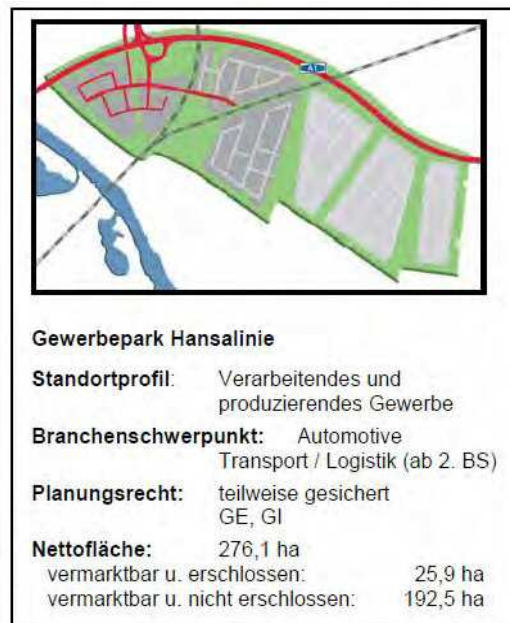 A1
Gewerbepark Hansalinie
Standortprofil: Verarbeitendes und
produzierendes Gewerbe
Branchenschwerpunkt: Automotive
Transport / Logistik (ab 2. BS)
Planungsrecht: teilweise gesichert
GE, GI
Nettofläche: 276,1 ha
vermarktbar u. erschlossen: 25,9 ha
vermarktbar u. nicht erschlossen: 192,5 ha